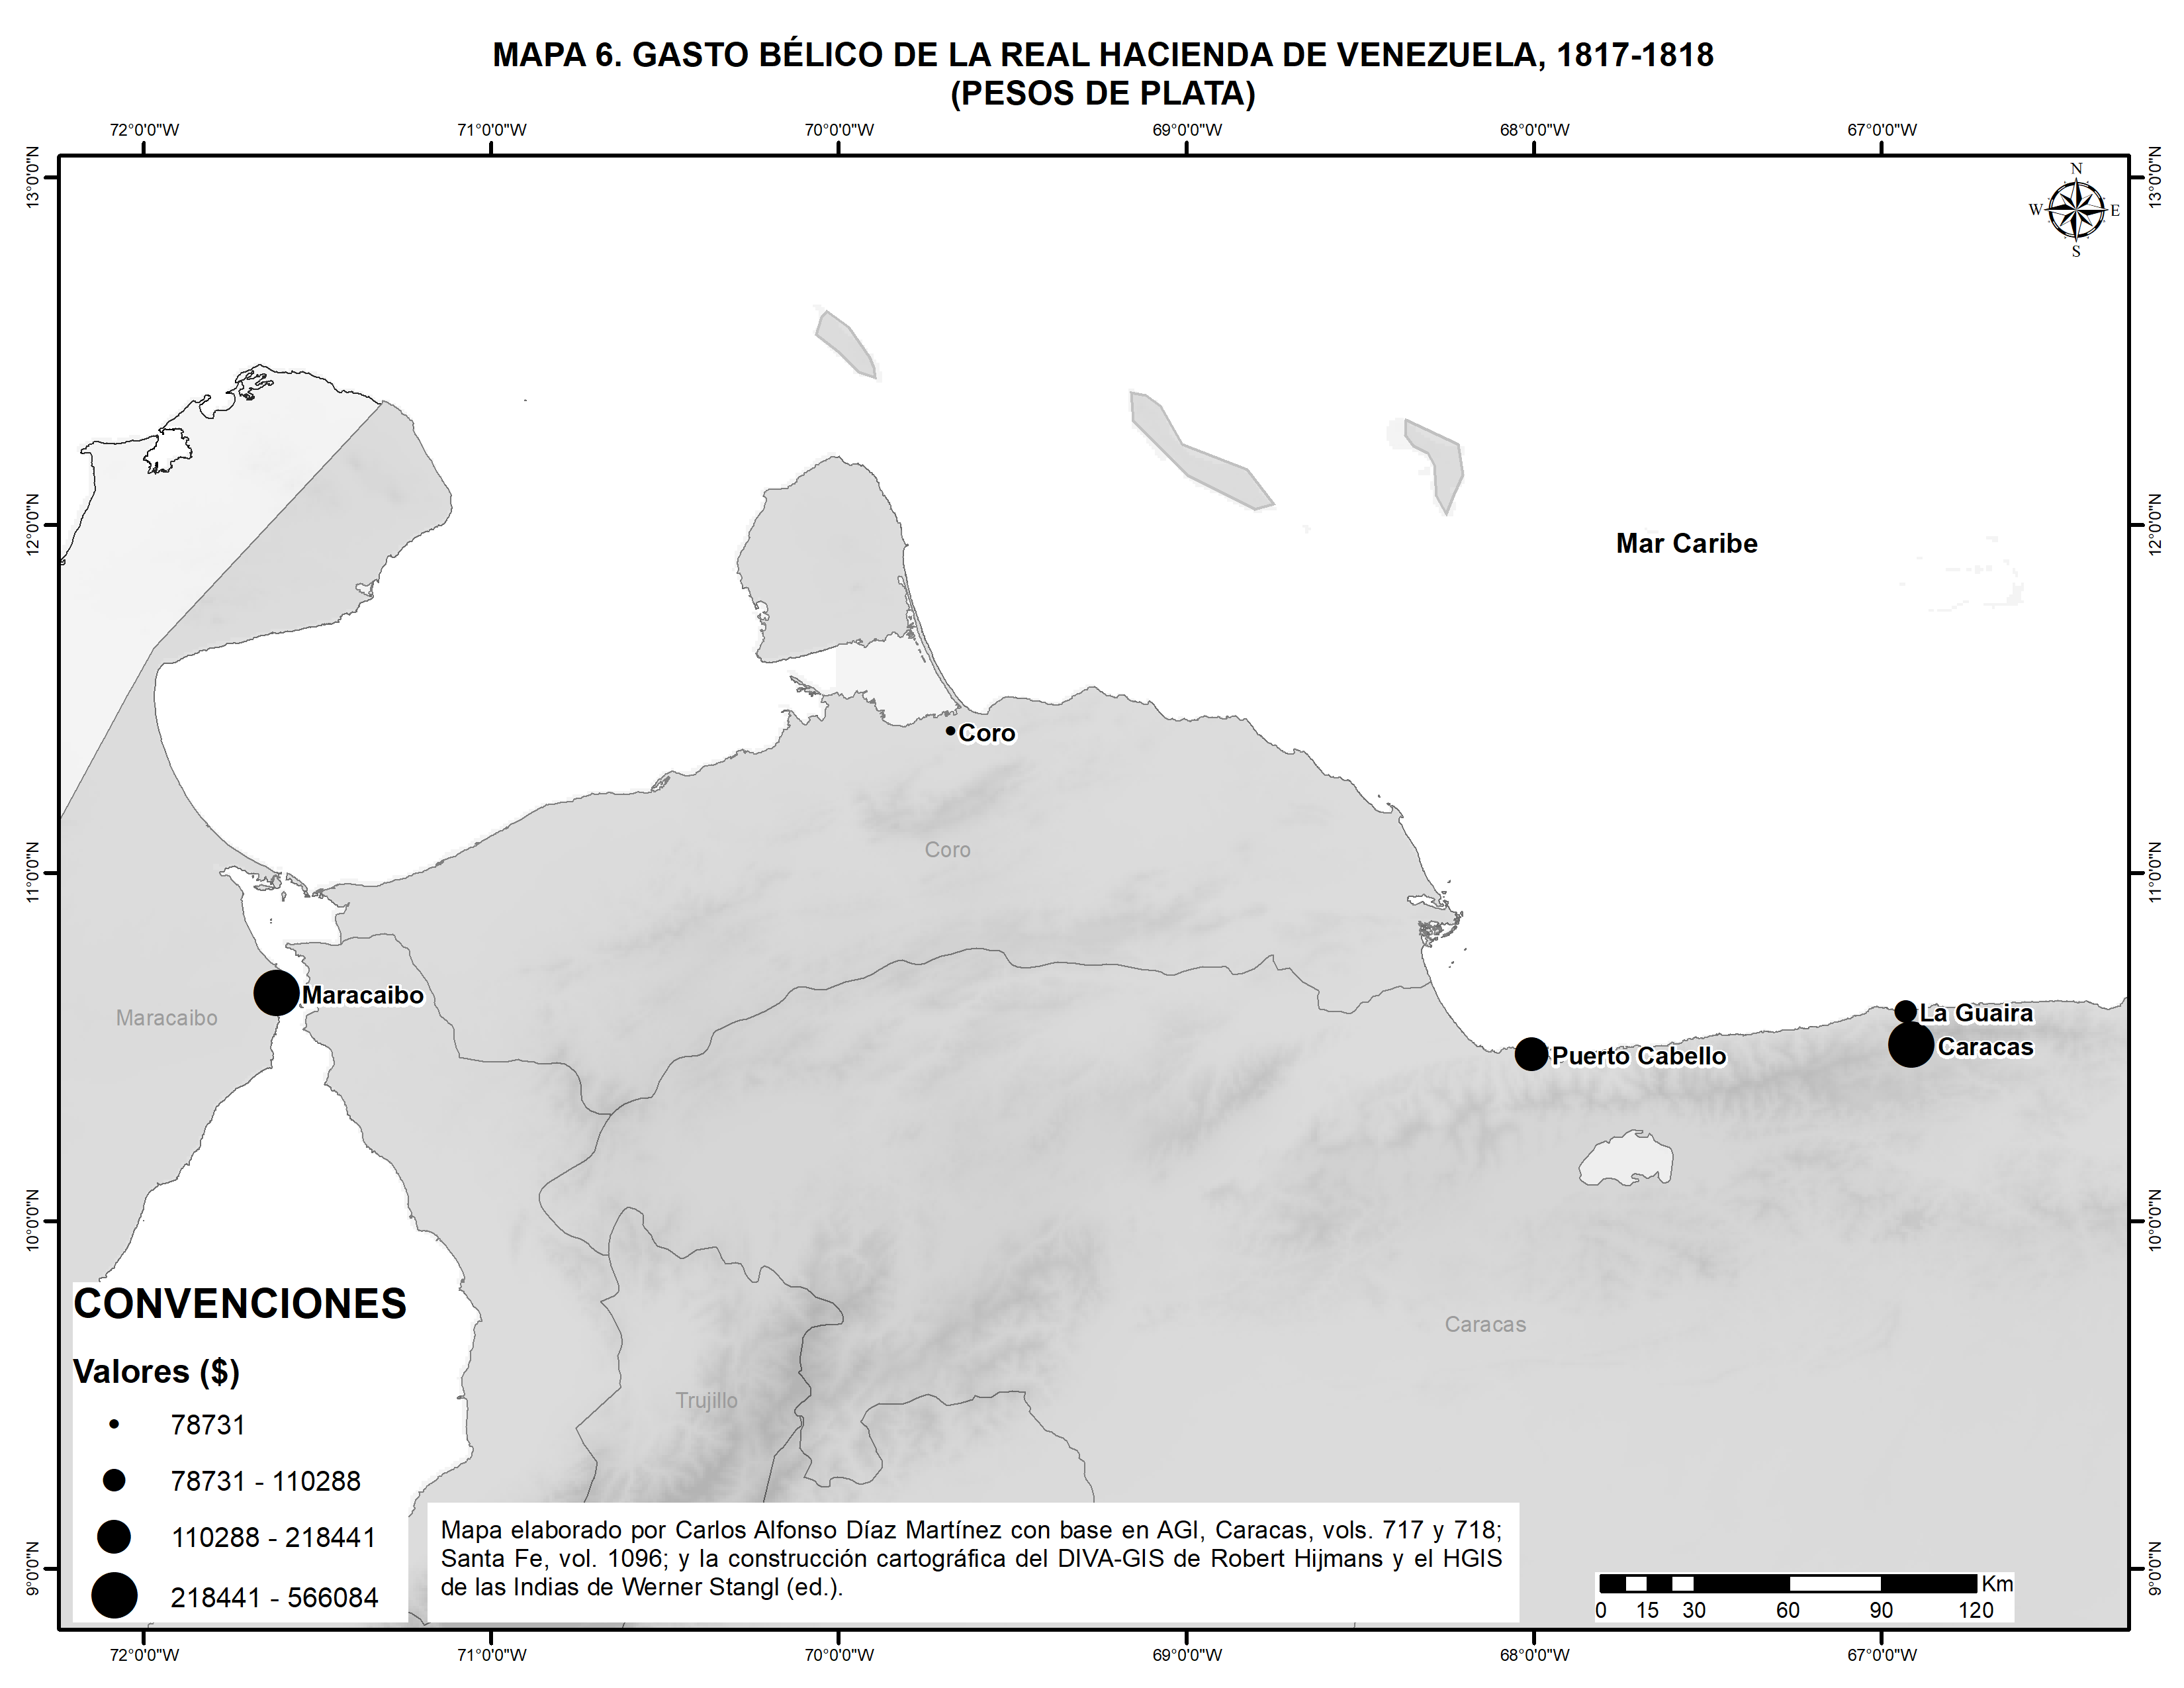 MAPA 6. GASTO BÉLICO DE LA REAL HACIENDA DE VENEZUELA, 1817-1818
(PESOS DE PLATA)
72°0'0"W
71°0'0"W
70°0'0"W
69°0'0"W
68°0'0"W
67°0'0"W
13°0'0"N
13°0'0"N
N
W
E
S
12°0'0"N
12°0'0"N
Mar Caribe
Coro
Coro
11°0'0"N
11°0'0"N
Maracaibo
Maracaibo
La Guaira
Caracas
Puerto Cabello
10°0'0"N
10°0'0"N
Caracas
Trujillo
CONVENCIONES
Valores ($)
78731
78731 - 110288
110288 - 218441
218441 - 566084
Mapa elaborado por Carlos Alfonso Díaz Martínez con base en AGI, Caracas, vols. 717 y 718;
Santa Fe, vol. 1096; y la construcción cartográfica del DIVA-GIS de Robert Hijmans y el HGIS
de las Indias de Werner Stangl (ed.).
9°0'0"N
9°0'0"N
Km
0 15 30 60 90 120
72°0'0"W
71°0'0"W
70°0'0"W
69°0'0"W
68°0'0"W
67°0'0"W